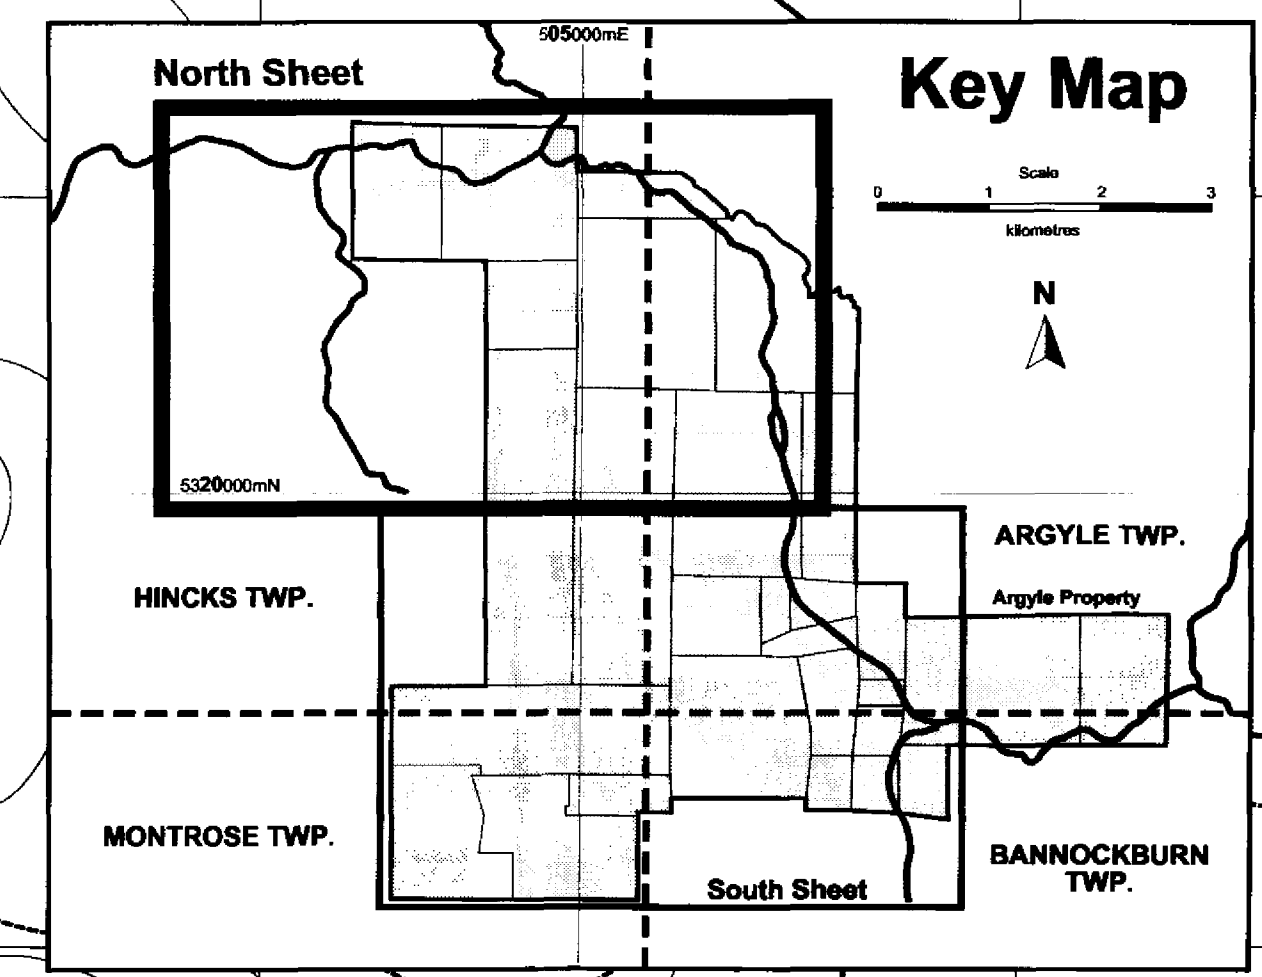 505000mE
North Sheet
Key Map
Scale
0 1 2 3
kilometres
N
5320000mN
ARGYLE TWP.
HINCKS TWP.
Argyle Property
MONTROSE TWP.
BANNOCKBURN
TWP.
South Sheet